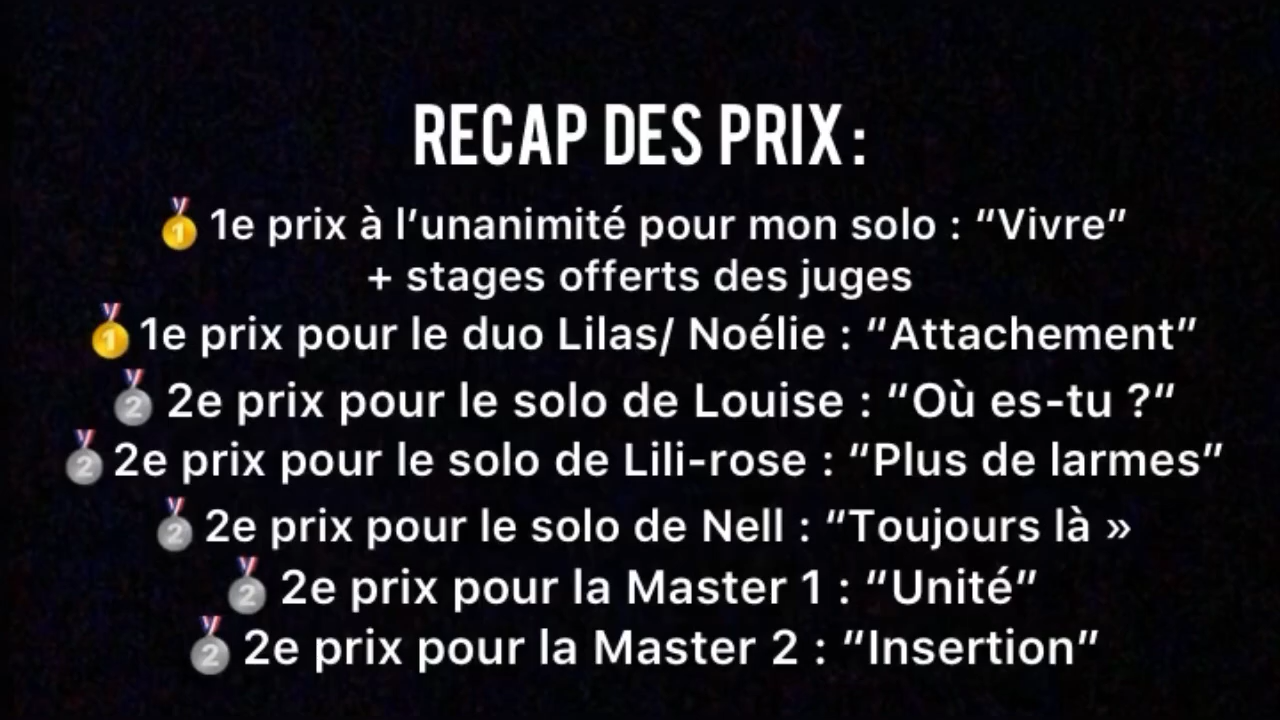 RECAP DES PRIX :
🥇 1e prix à l’unanimité pour mon solo : “Vivre”
+ stages offerts des juges
🥇 1e prix pour le duo Lilas/ Noélie : “Attachement”
🥈 2e prix pour le solo de Louise : “Où es-tu ?“
🥈 2e prix pour le solo de Lili-rose : “Plus de larmes”
🥈 2e prix pour le solo de Nell : “Toujours là »
🥈 2e prix pour la Master 1 : “Unité”
🥈 2e prix pour la Master 2 : “Insertion”